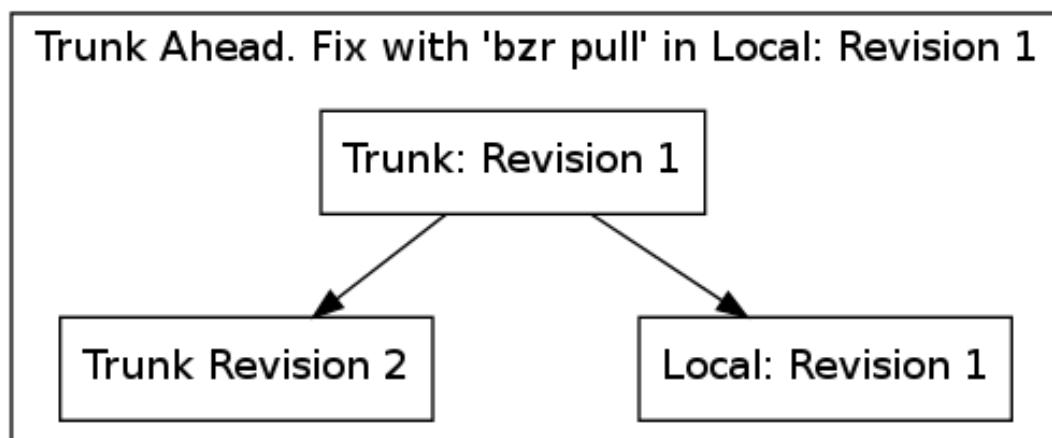 Trunk Ahead. Fix with 'bzr pull' in Local: Revision 1
Trunk: Revision 1
Trunk Revision 2
Local: Revision 1